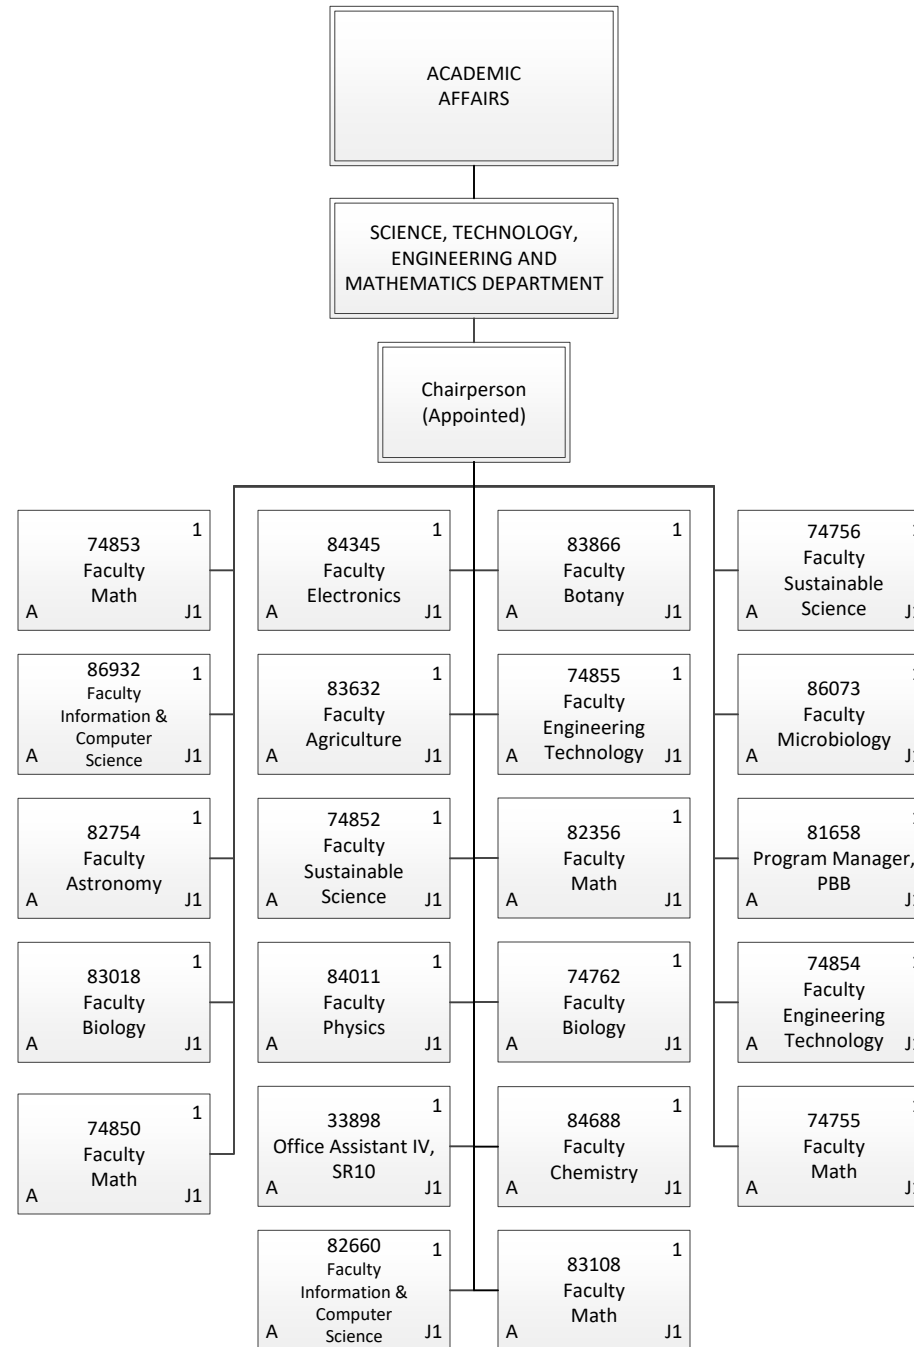 ACADEMIC
AFFAIRS
SCIENCE, TECHNOLOGY,
ENGINEERING AND
MATHEMATICS DEPARTMENT
Chairperson
(Appointed)
1
74853
Faculty
Math
A J1
1
84345
Faculty
Electronics
A J1
1
83866
Faculty
Botany
A J1
74756
Faculty
Sustainable
Science
A
1
86932
Faculty
Information &
Computer
Science
A J1
1
83632
Faculty
Agriculture
A J1
1
74855
Faculty
Engineering
Technology
A J1
86073
Faculty
Microbiology
A
1
82754
Faculty
Astronomy
A J1
1
74852
Faculty
Sustainable
Science
A J1
1
82356
Faculty
Math
A J1
81658
Program Manager,
PBB
A
1
83018
Faculty
Biology
A J1
1
84011
Faculty
Physics
A J1
1
74762
Faculty
Biology
A J1
74854
Faculty
Engineering
Technology
A
1
74850
Faculty
Math
A J1
1
33898
Office Assistant IV,
SR10
A J1
1
84688
Faculty
Chemistry
A J1
74755
Faculty
Math
A
1
82660
Faculty
Information &
Computer
Science
A J1
1
83108
Faculty
Math
A J1